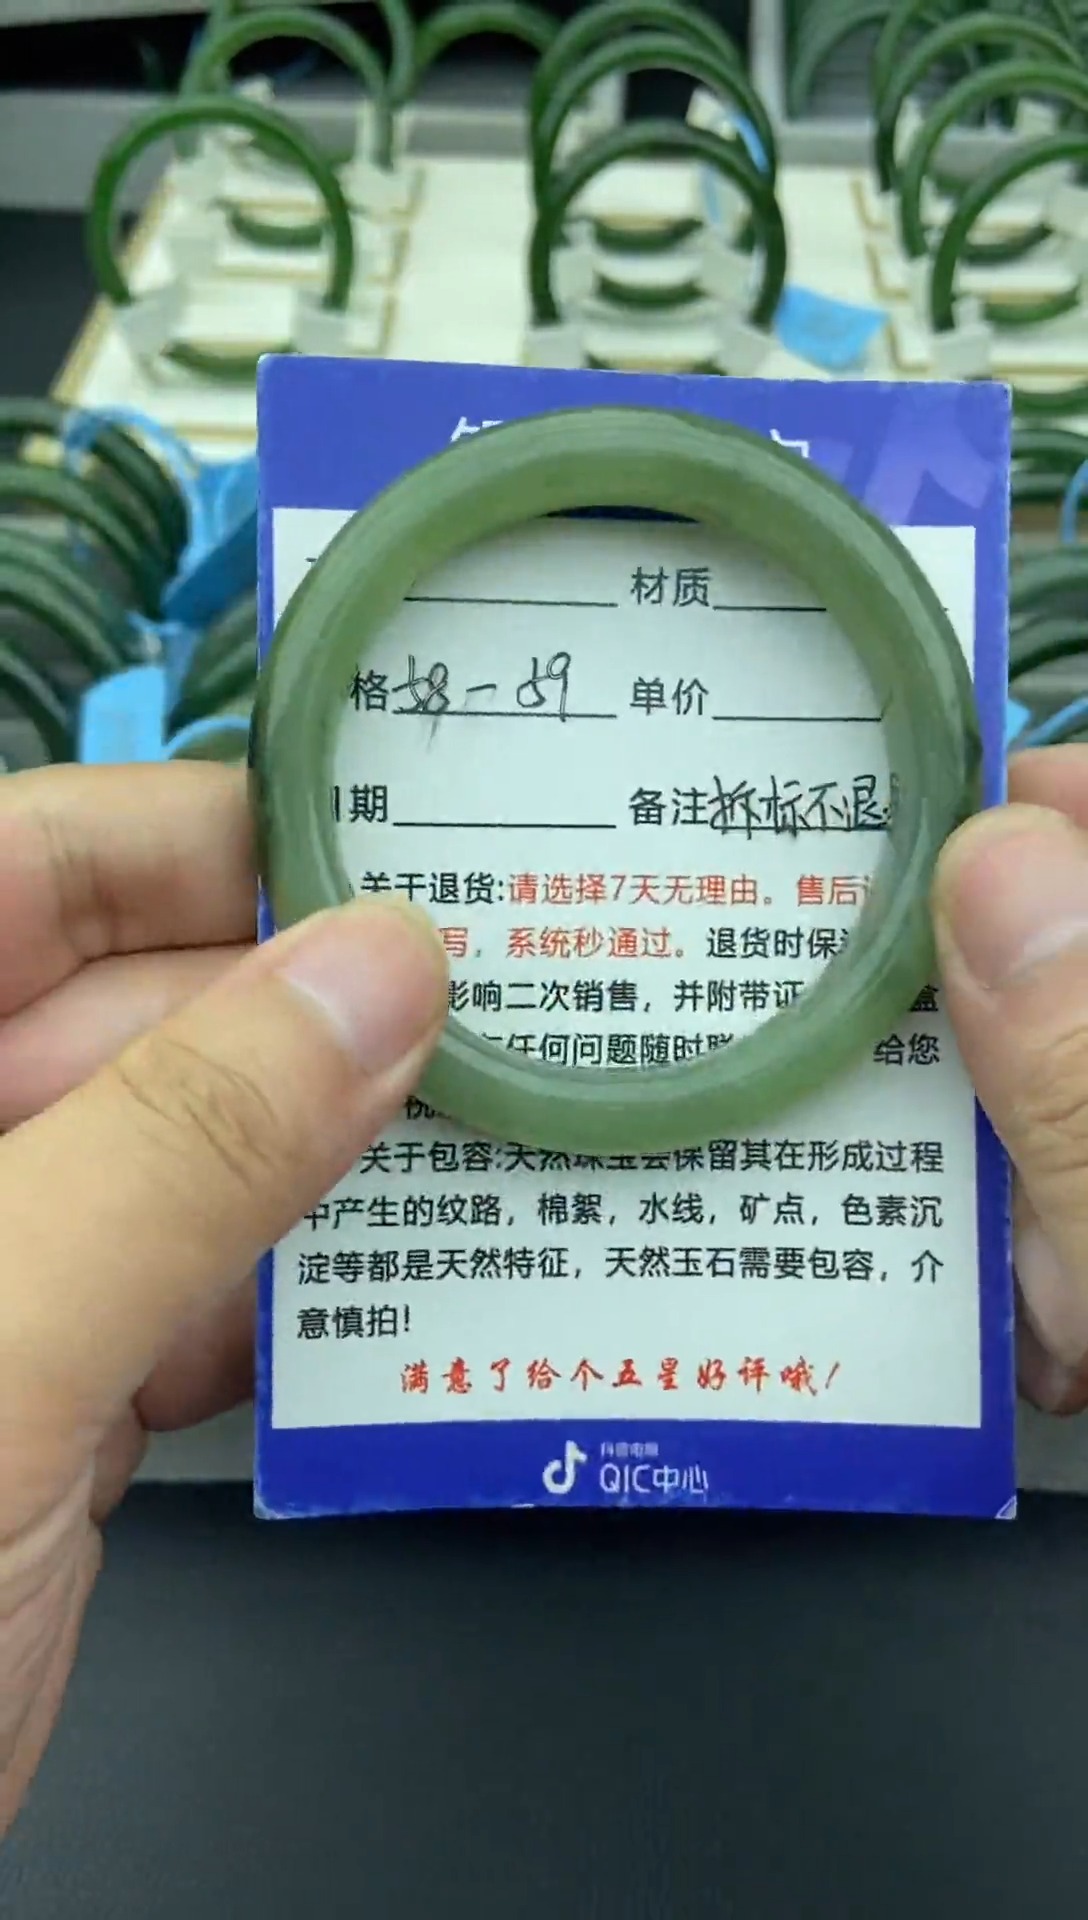 材质
格58-59 单价
期 备注拆标不退
关于退货:请选择7天无理由。售后
写，系统秒通过。退货时保
影响二次销售，并附带证 盒
任何问题随时联 给您
关于包容:天然珠宝会保留其在形成过程
中产生的纹路，棉絮，水线，矿点，色素沉
淀等都是天然特征，天然玉石需要包容，介
意慎拍!
满意了给个五星好评哦!
抖音电商
QIC中心